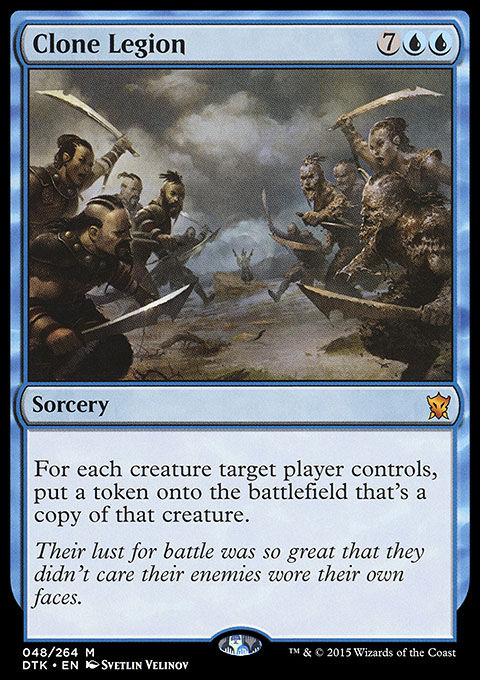 Clone Legion 7
Sorcery
For each creature target player controls,
put a token onto the battlefield that's a
copy of that creature.
Their lust for battle was so great that they
didn't care their enemies wore their own
faces.
048/264 M
DTK • EN Svetlin Velinov
™ & © 2015 Wizards of the Coast